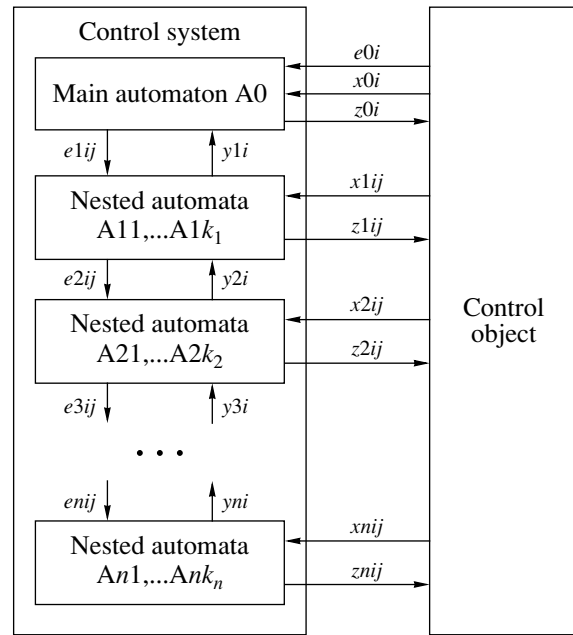 Control system
e0i
x0i
Main automaton A0
z0i
e1ij
y1i
x1ij
Nested automata
A11,...A1k₁
z1ij
e2ij
y2i
x2ij
Nested automata
A21,...A2k₂
z2ij
Control
object
e3ij
y3i
. . .
enij
yni
xnij
Nested automata
An1,...Ankₙ
znij